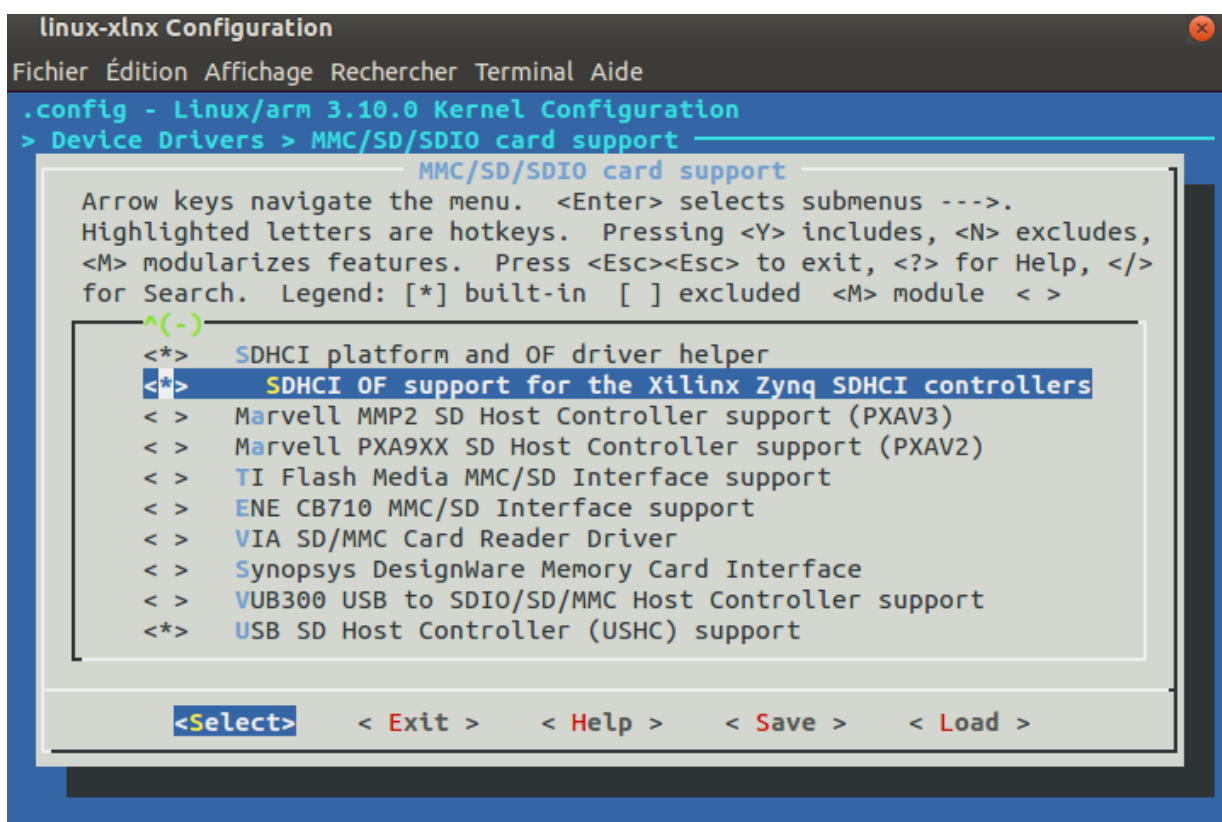 linux-xlnx Configuration
Fichier Édition Affichage Rechercher Terminal Aide
.config - Linux/arm 3.10.0 Kernel Configuration
> Device Drivers > MMC/SD/SDIO card support
MMC/SD/SDIO card support
Arrow keys navigate the menu.  <Enter> selects submenus --->.
Highlighted letters are hotkeys.  Pressing <Y> includes, <N> excludes,
<M> modularizes features.  Press <Esc><Esc> to exit, <?> for Help, </>
for Search.  Legend: [*] built-in  [ ] excluded  <M> module  < >
^(-)
<*>   SDHCI platform and OF driver helper
<*>     SDHCI OF support for the Xilinx Zynq SDHCI controllers
< >   Marvell MMP2 SD Host Controller support (PXAV3)
< >   Marvell PXA9XX SD Host Controller support (PXAV2)
< >   TI Flash Media MMC/SD Interface support
< >   ENE CB710 MMC/SD Interface support
< >   VIA SD/MMC Card Reader Driver
< >   Synopsys DesignWare Memory Card Interface
< >   VUB300 USB to SDIO/SD/MMC Host Controller support
<*>   USB SD Host Controller (USHC) support
<Select>    < Exit >    < Help >    < Save >    < Load >